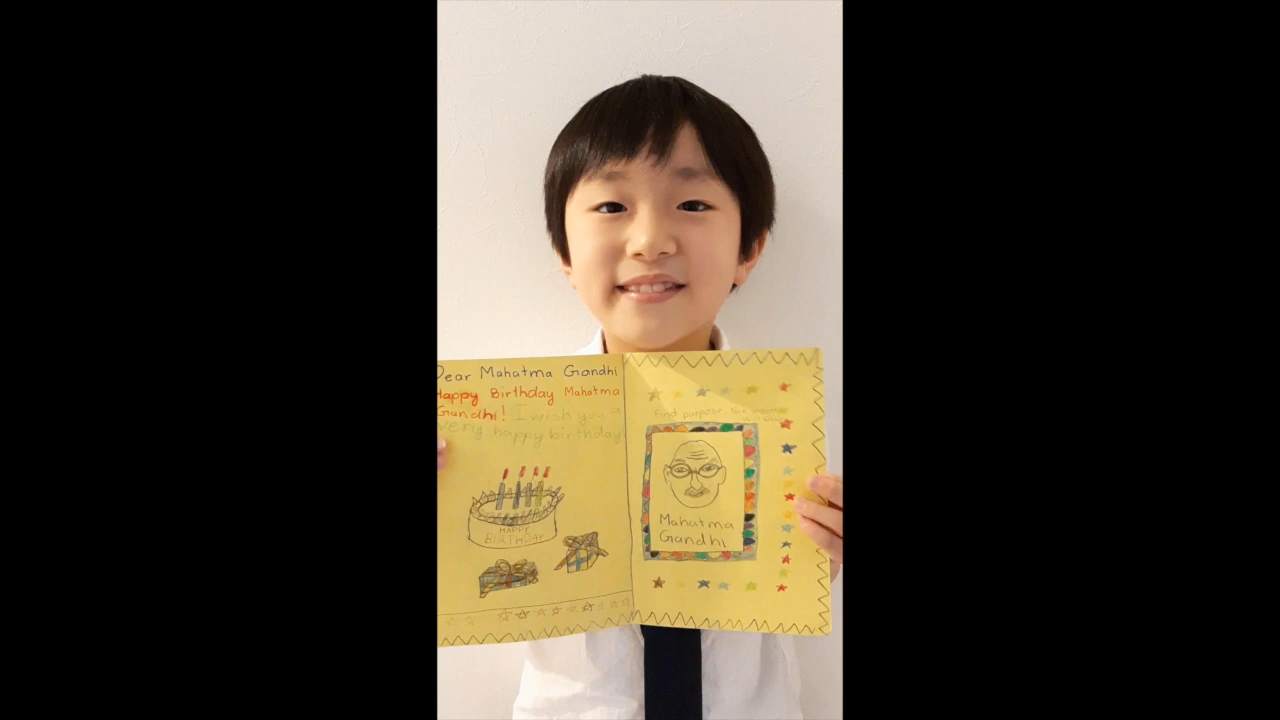 Dear Mahatma Gandhi
Happy Birthday Mahatma
Gandhi! I wish you a
very happy birthday
HAPPY
BIRTHDAY
Find purpose, the means
Mahatma
Gandhi